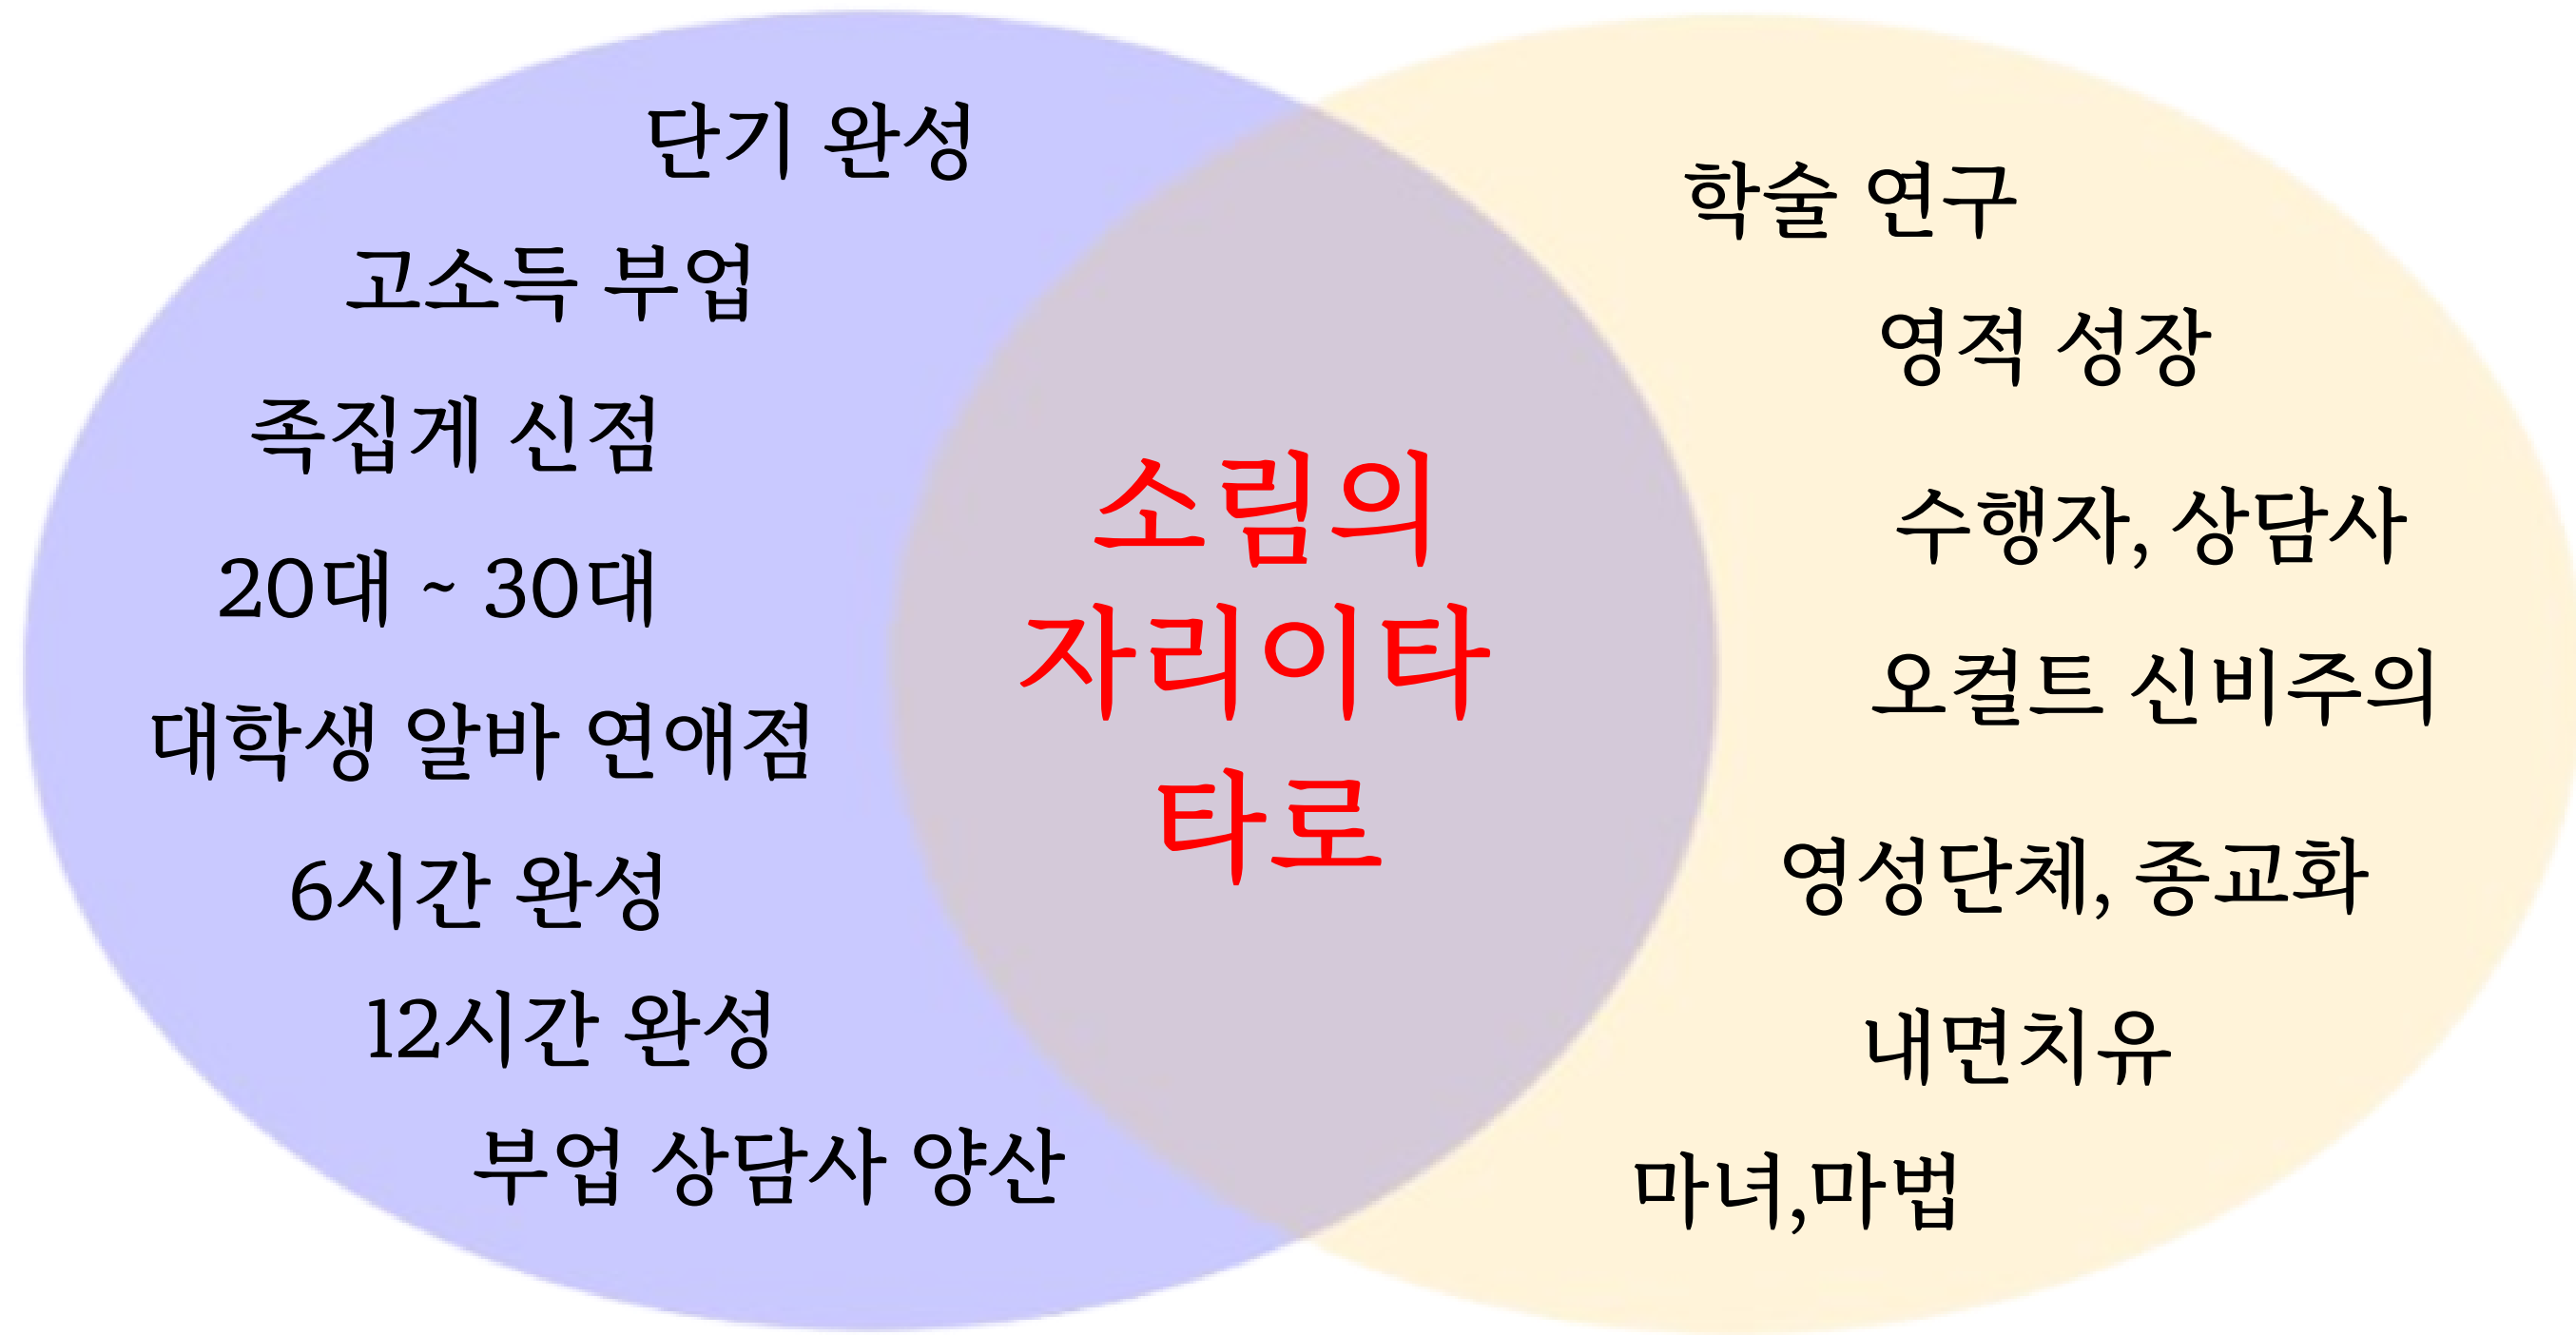 단기 완성
고소득 부업
족집게 신점
20대 ~ 30대
대학생 알바 연애점
6시간 완성
12시간 완성
부업 상담사 양산
소림의
자리이타
타로
학술 연구
영적 성장
수행자, 상담사
오컬트 신비주의
영성단체, 종교화
내면치유
마녀,마법